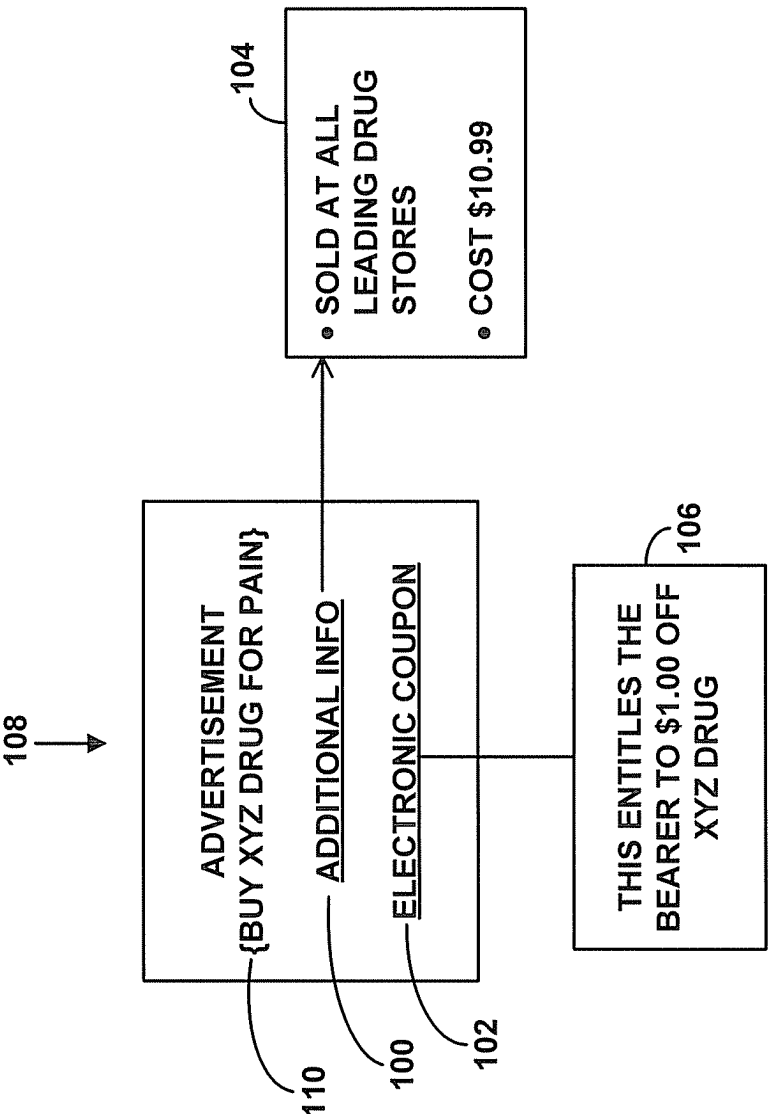 108
ADVERTISEMENT
{BUY XYZ DRUG FOR PAIN}
110
ADDITIONAL INFO
100
ELECTRONIC COUPON
102
104
• SOLD AT ALL
LEADING DRUG
STORES
• COST $10.99
106
THIS ENTITLES THE
BEARER TO $1.00 OFF
XYZ DRUG